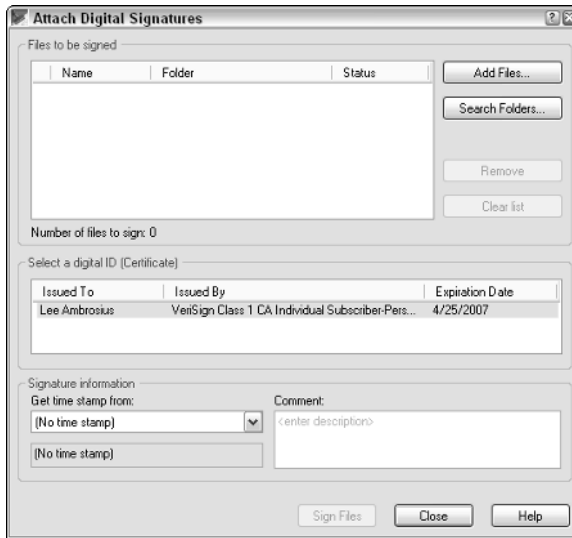 Attach Digital Signatures
Files to be signed
Name Folder Status
Add Files...
Search Folders...
Remove
Clear list
Number of files to sign: 0
Select a digital ID (Certificate)
Issued To Issued By Expiration Date
Lee Ambrosius VeriSign Class 1 CA Individual Subscriber-Pers... 4/25/2007
Signature information
Get time stamp from: Comment:
(No time stamp) <enter description>
(No time stamp)
Sign Files Close Help